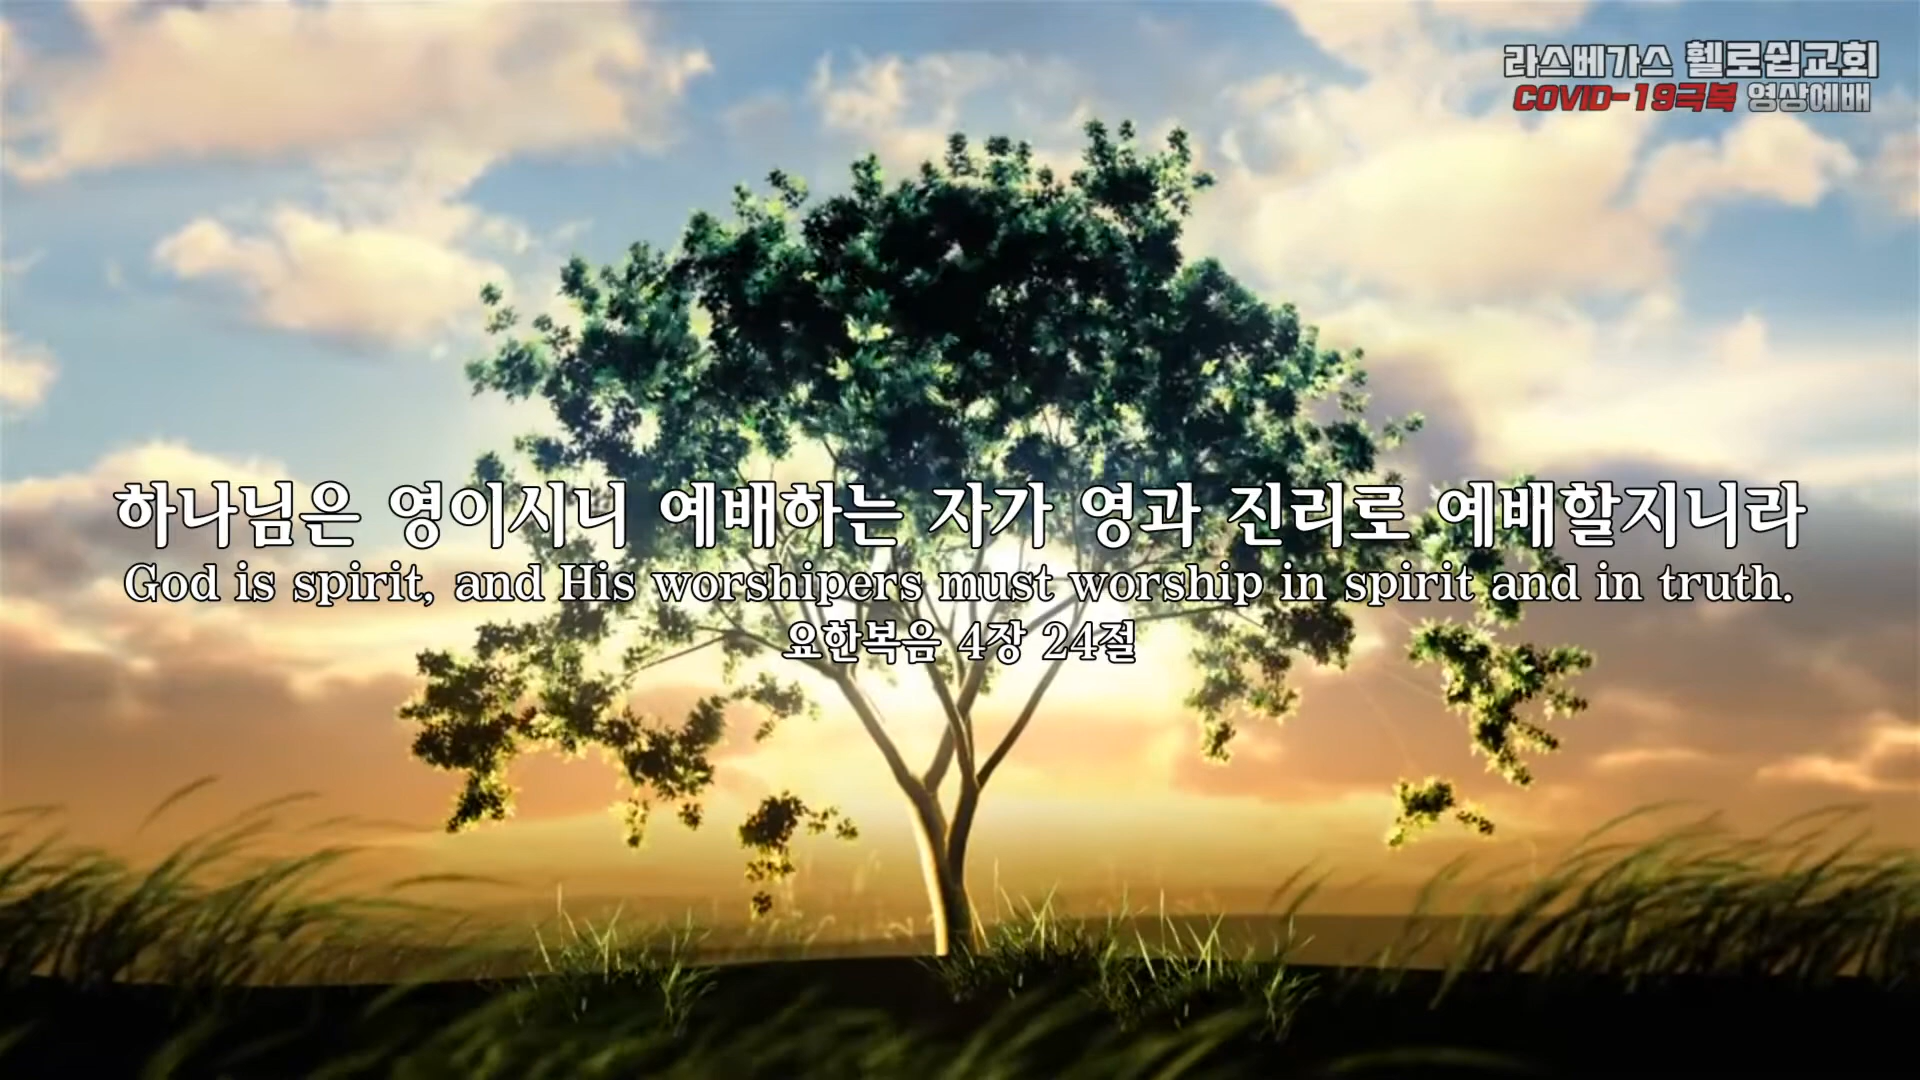 라스베가스 휄로쉽교회
COVID-19극복 영상예배
하나님은 영이시니 예배하는 자가 영과 진리로 예배할지니라
God is spirit, and His worshipers must worship in spirit and in truth.
요한복음 4장 24절